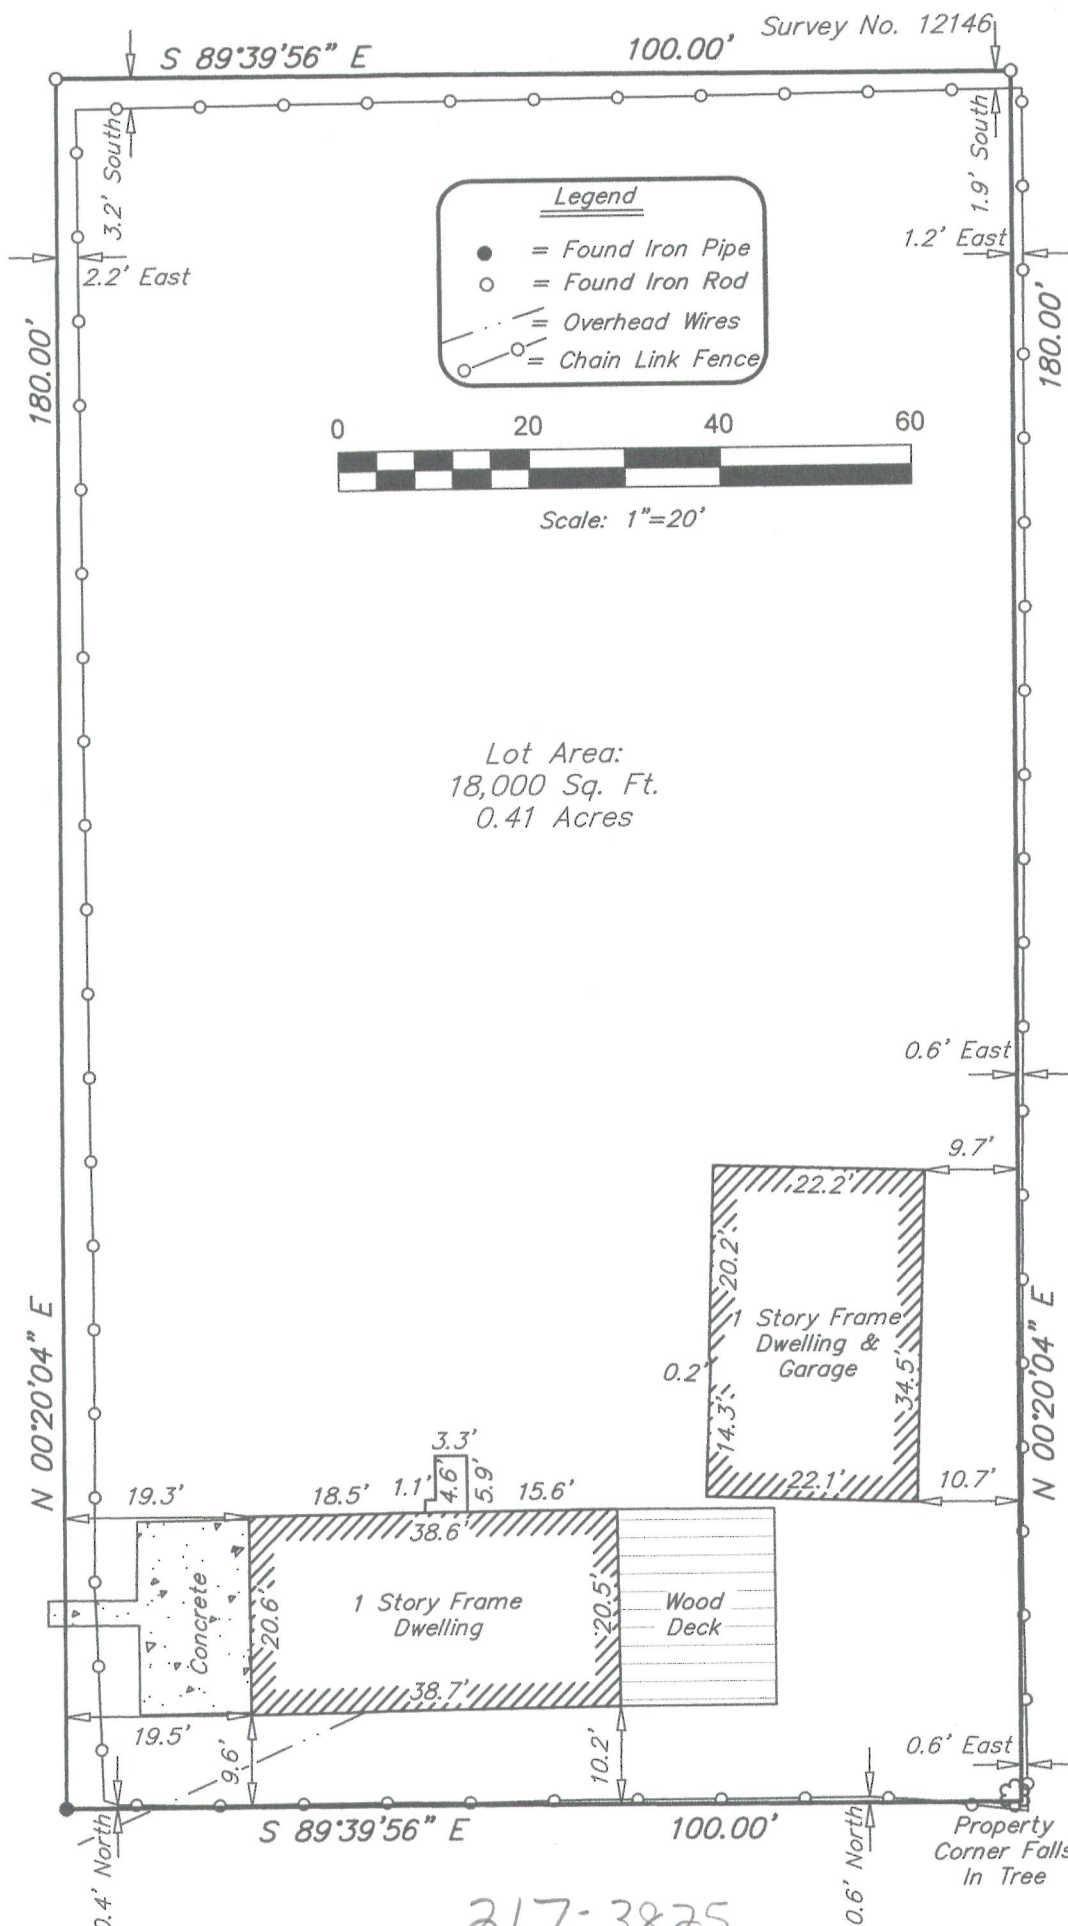 Survey No. 12146
S 89°39'56" E
100.00'
3.2' South
1.9' South
2.2' East
1.2' East
180.00'
180.00'
Legend
= Found Iron Pipe
= Found Iron Rod
= Overhead Wires
= Chain Link Fence
0 20 40 60
Scale: 1"=20'
Lot Area:
18,000 Sq. Ft.
0.41 Acres
0.6' East
9.7'
22.2'
20.2'
1 Story Frame
Dwelling &
Garage
0.2'
34.5'
14.3'
22.1'
10.7'
N 00°20'04" E
N 00°20'04" E
3.3'
19.3'
18.5'
1.1'
4.6'
5.9'
15.6'
38.6'
Concrete
20.6'
1 Story Frame
Dwelling
20.5'
Wood
Deck
38.7'
19.5'
9.6'
10.2'
0.6' East
S 89°39'56" E
100.00'
0.4' North
0.6' North
Property
Corner Falls
In Tree
217-3825